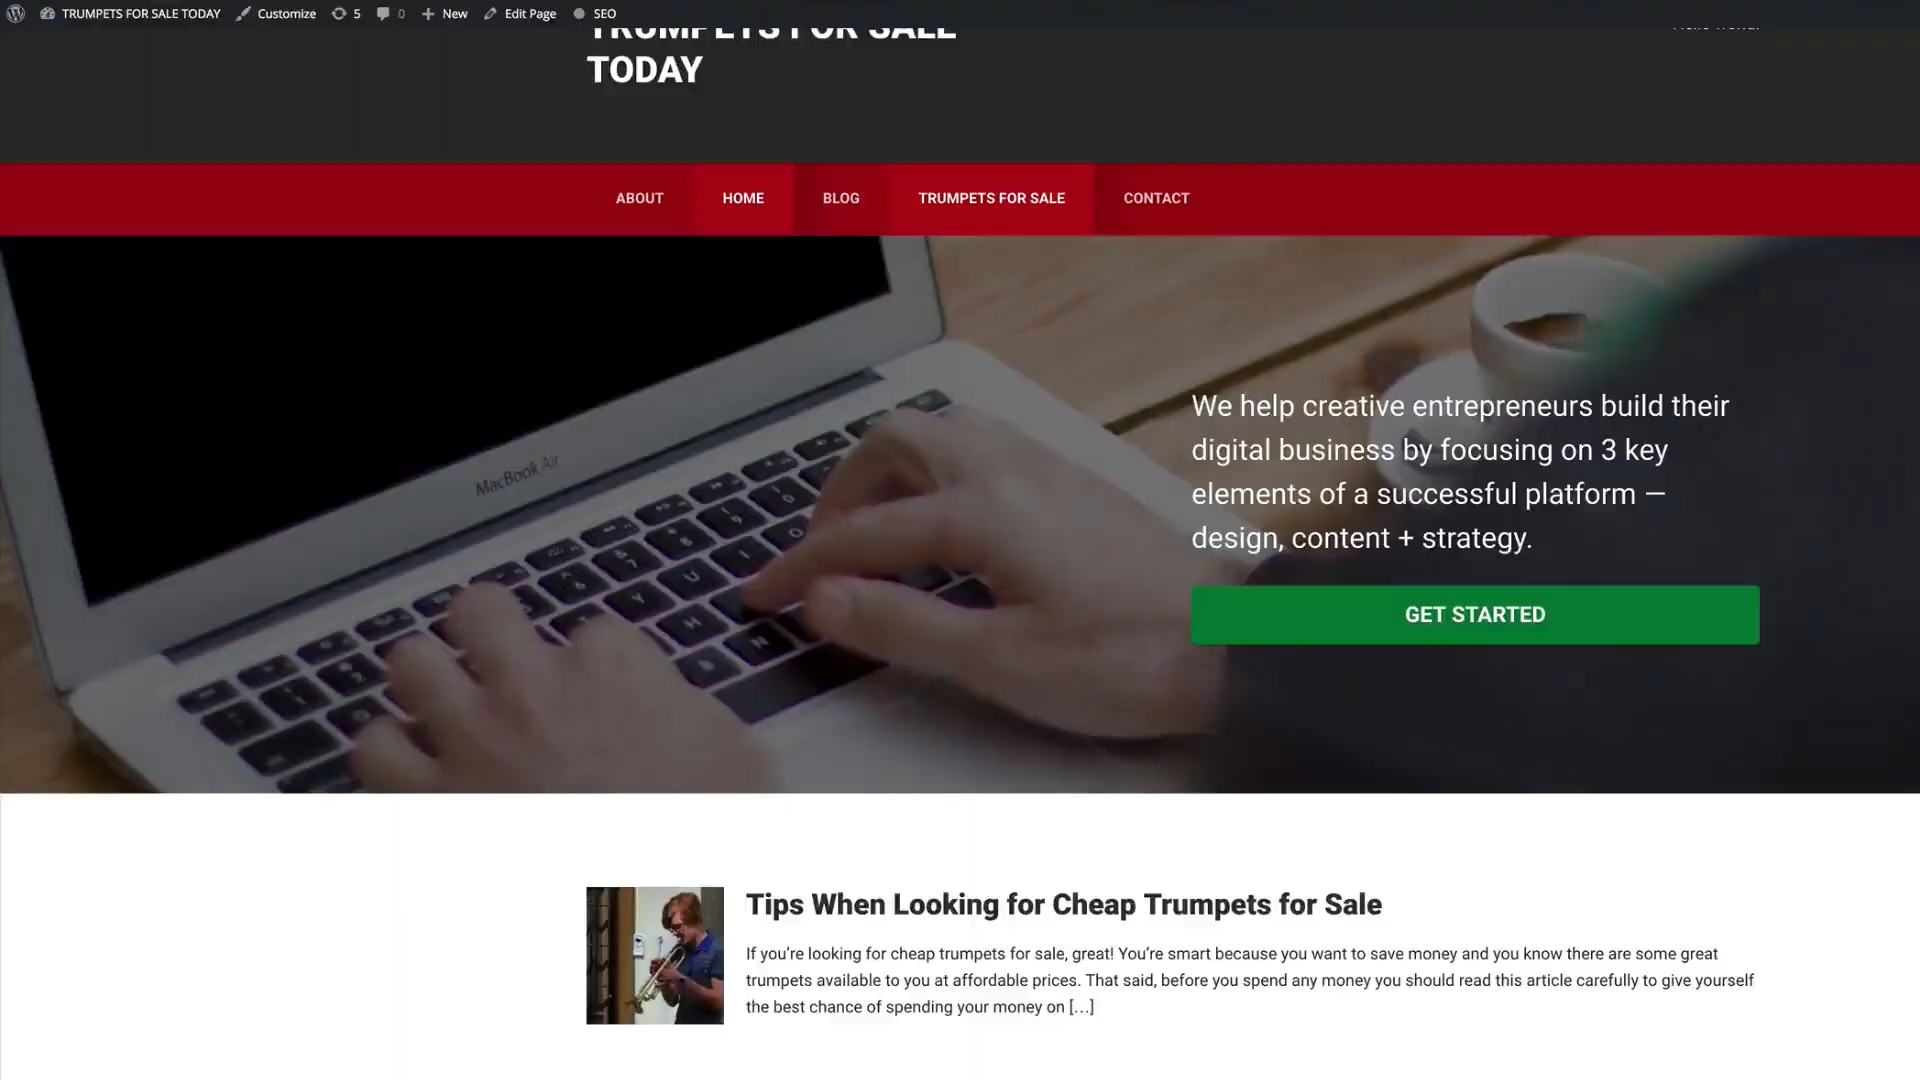 TRUMPETS FOR SALE TODAY Customize 5 0 New Edit Page SEO
TRUMPETS FOR SALE
TODAY
ABOUT HOME BLOG TRUMPETS FOR SALE CONTACT
MacBook Air
We help creative entrepreneurs build their
digital business by focusing on 3 key
elements of a successful platform —
design, content + strategy.
GET STARTED
Tips When Looking for Cheap Trumpets for Sale
If you’re looking for cheap trumpets for sale, great! You’re smart because you want to save money and you know there are some great
trumpets available to you at affordable prices. That said, before you spend any money you should read this article carefully to give yourself
the best chance of spending your money on […]